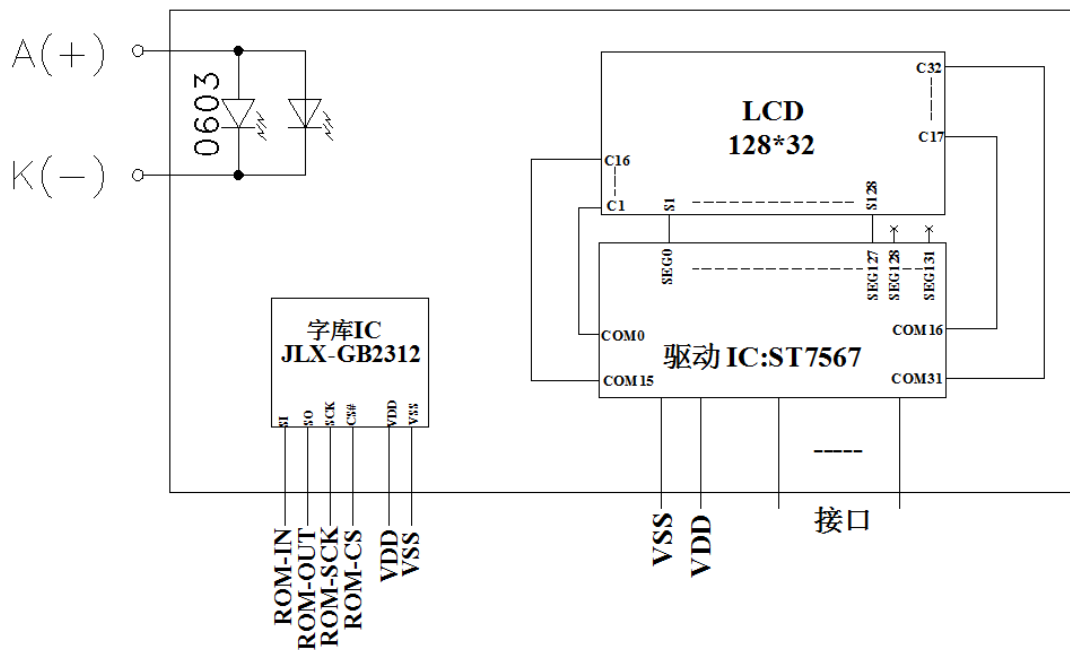 A(+)
0603
K(-)
LCD
128*32
C32
C17
C16
C1
S1
S128
SEG0
SEG127
SEG128
SEG131
COM0
COM15
COM16
COM31
驱动 IC:ST7567
字库IC
JLX-GB2312
SI
SO
SCK
CS#
VDD
VSS
ROM-IN
ROM-OUT
ROM-SCK
ROM-CS
VDD
VSS
VSS
VDD
接口